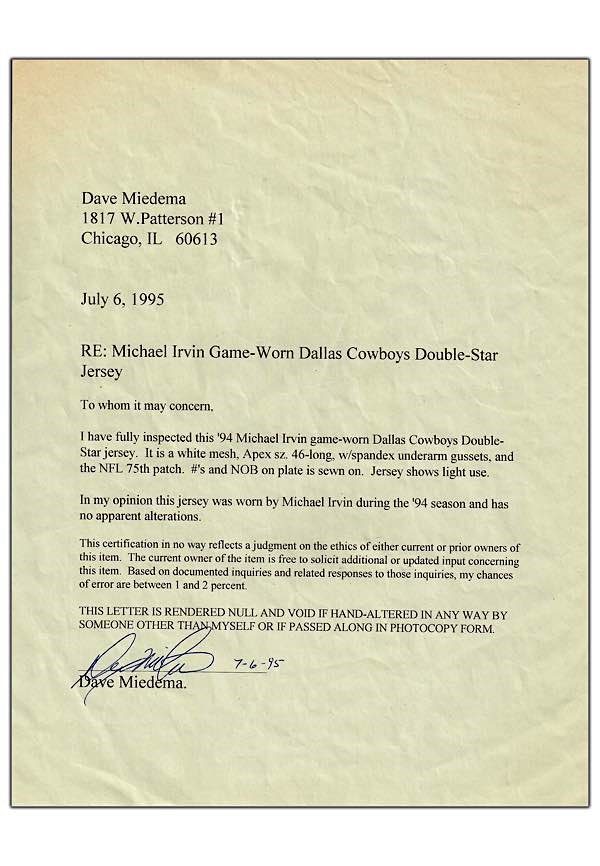 Dave Miedema
1817 W.Patterson #1
Chicago, IL 60613
July 6, 1995
RE: Michael Irvin Game-Worn Dallas Cowboys Double-Star
Jersey
To whom it may concern,
I have fully inspected this '94 Michael Irvin game-worn Dallas Cowboys Double-
Star jersey. It is a white mesh, Apex sz. 46-long, w/spandex underarm gussets, and
the NFL 75th patch. #'s and NOB on plate is sewn on. Jersey shows light use.
In my opinion this jersey was worn by Michael Irvin during the '94 season and has
no apparent alterations.
This certification in no way reflects a judgment on the ethics of either current or prior owners of
this item. The current owner of the item is free to solicit additional or updated input concerning
this item. Based on documented inquiries and related responses to those inquiries, my chances
of error are between 1 and 2 percent.
THIS LETTER IS RENDERED NULL AND VOID IF HAND-ALTERED IN ANY WAY BY
SOMEONE OTHER THAN MYSELF OR IF PASSED ALONG IN PHOTOCOPY FORM.
7-6-95
Dave Miedema.